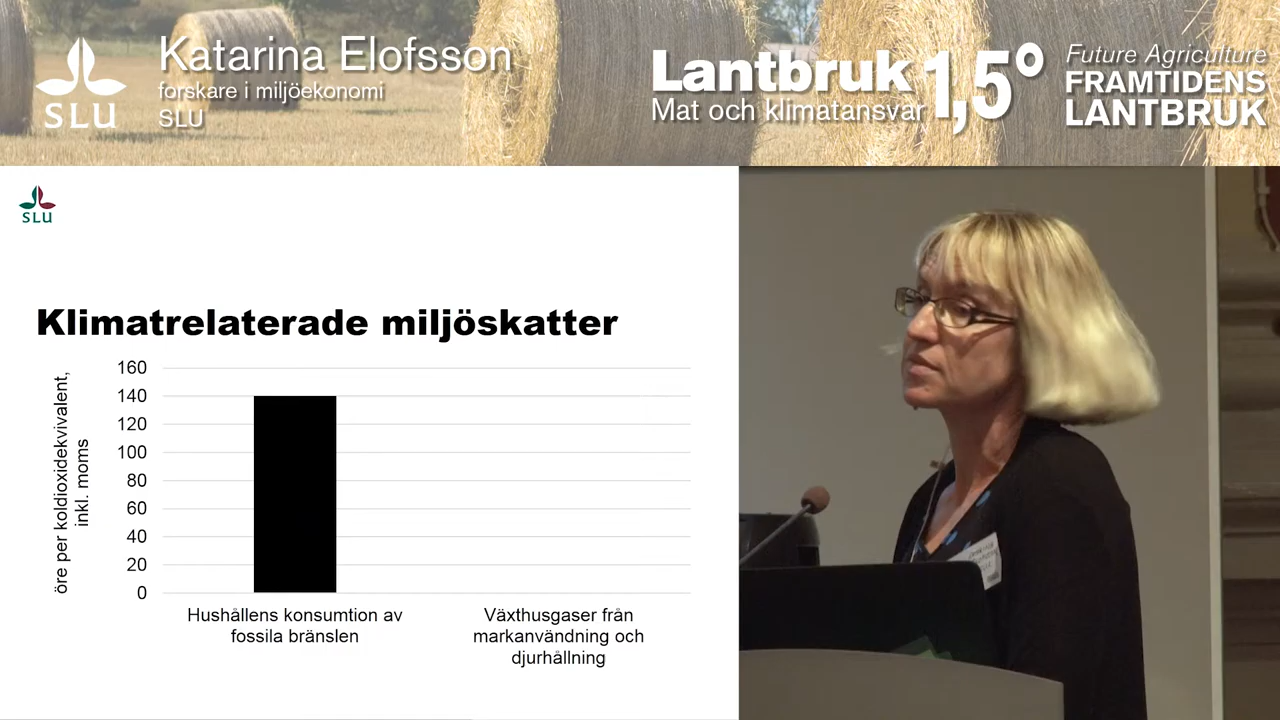 SLU
Katarina Elofsson
forskare i miljöekonomi
SLU
Lantbruk 1,5°
Mat och klimatansvar
Future Agriculture
FRAMTIDENS
LANTBRUK
SLU
Klimatrelaterade miljöskatter
öre per koldioxidekvivalent,
inkl. moms
160
140
120
100
80
60
40
20
0
Hushållens konsumtion av
fossila bränslen
Växthusgaser från
markanvändning och
djurhållning